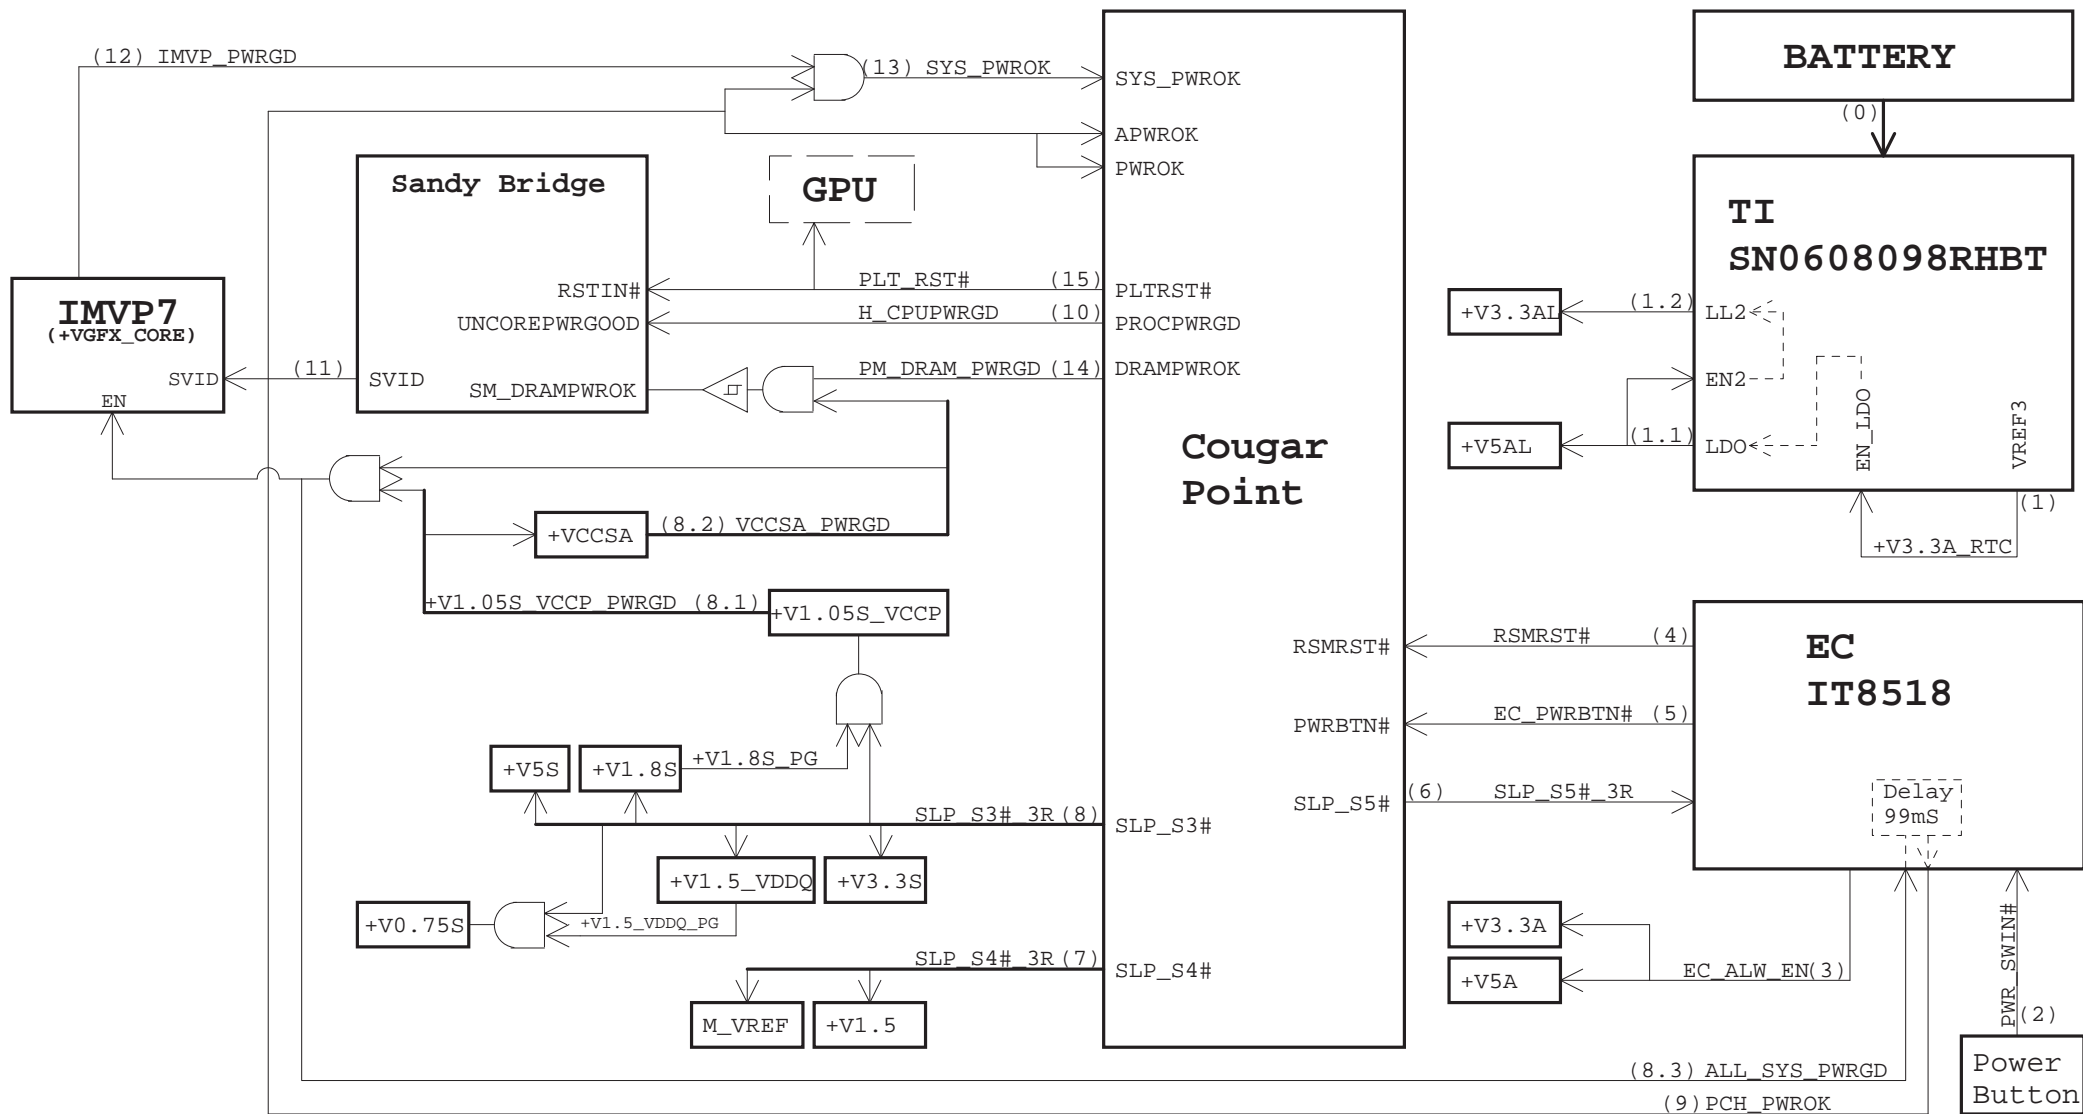 (12) IMVP_PWRGD
(13) SYS_PWROK
SYS_PWROK
APWROK
PWROK
BATTERY
(0)
Sandy Bridge
GPU
TI
SN0608098RHBT
RSTIN#
PLT_RST# (15)
PLTRST#
UNCOREPWRGOOD
H_CPUPWRGD (10)
PROCPWRGD
IMVP7
(+VGFX_CORE)
SVID
(11)
SVID
EN
SM_DRAMPWROK
PM_DRAM_PWRGD (14)
DRAMPWROK
+V3.3AL
(1.2)
LL2
EN2
+V5AL
(1.1)
LDO
EN_LDO
VREF3
(1)
+V3.3A_RTC
Cougar
Point
+VCCSA
(8.2) VCCSA_PWRGD
+V1.05S_VCCP_PWRGD (8.1)
+V1.05S_VCCP
RSMRST#
RSMRST# (4)
EC
IT8518
PWRBTN#
EC_PWRBTN# (5)
SLP_S5#
(6) SLP_S5#_3R
Delay
99mS
+V5S
+V1.8S
+V1.8S_PG
SLP_S3#_3R (8)
SLP_S3#
+V1.5_VDDQ
+V3.3S
+V0.75S
+V1.5_VDDQ_PG
SLP_S4#_3R (7)
SLP_S4#
M_VREF
+V1.5
+V3.3A
+V5A
EC_ALW_EN(3)
PWR_SWIN#
(2)
Power
Button
(8.3) ALL_SYS_PWRGD
(9) PCH_PWROK